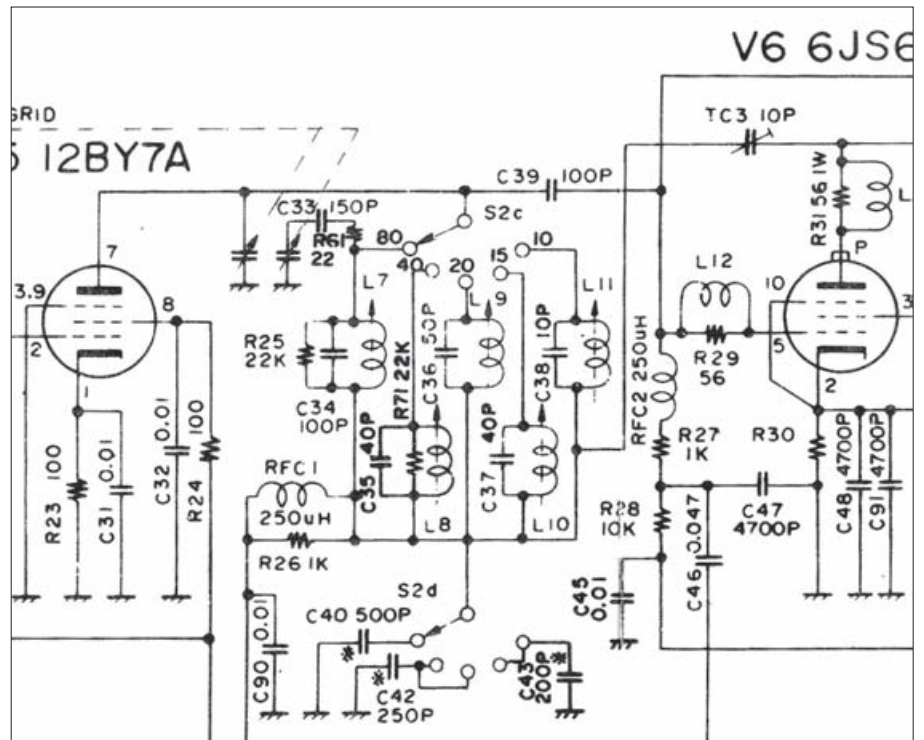 V6 6JS6
GRID
5 12BY7A
TC3 10P
C39 100P
C33 150P
S2c
R61
22
80
40
20
15
10
R31 56 1W
L
P
7
3.9
8
2
1
L7
L9
L11
L12
10
5
2
3
R25
22K
C34
100P
R71 22K
C36 50P
C38 10P
RFC2 250uH
R29
56
C35 40P
C37 40P
L8
L10
R27
1K
R30
R23 100
C31 0.01
C32 0.01
R24 100
RFC1
250uH
R26 1K
R28
10K
C47
4700P
C48 4700P
C91 4700P
C46 0.047
C45
0.01
S2d
C40 500P
C90 0.01
*
*
C42
250P
C43
200P
*